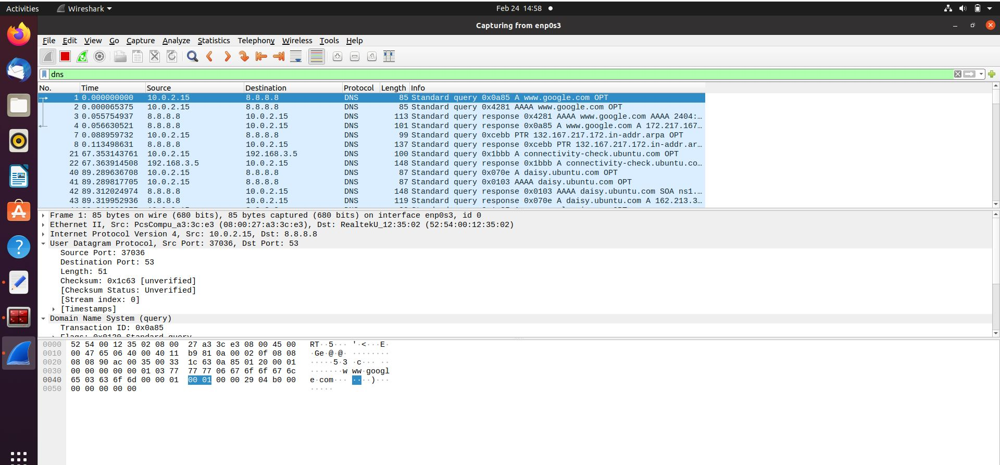 Activities Wireshark Feb 24 14:58
Capturing from enp0s3
File Edit View Go Capture Analyze Statistics Telephony Wireless Tools Help
dns
No. Time Source Destination Protocol Length Info
1 0.000000000 10.0.2.15 8.8.8.8 DNS 85 Standard query 0x0a85 A www.google.com OPT
2 0.000065375 10.0.2.15 8.8.8.8 DNS 85 Standard query 0x4281 AAAA www.google.com OPT
3 0.055754937 8.8.8.8 10.0.2.15 DNS 113 Standard query response 0x4281 AAAA www.google.com AAAA 2404:…
4 0.056630521 8.8.8.8 10.0.2.15 DNS 101 Standard query response 0x0a85 A www.google.com A 172.217.167…
7 0.088959732 10.0.2.15 8.8.8.8 DNS 99 Standard query 0xcebb PTR 132.167.217.172.in-addr.arpa OPT
8 0.113498631 8.8.8.8 10.0.2.15 DNS 137 Standard query response 0xcebb PTR 132.167.217.172.in-addr.ar…
21 67.353143761 10.0.2.15 192.168.3.5 DNS 100 Standard query 0x1bbb A connectivity-check.ubuntu.com OPT
22 67.363914508 192.168.3.5 10.0.2.15 DNS 148 Standard query response 0x1bbb A connectivity-check.ubuntu.co…
40 89.289636708 10.0.2.15 8.8.8.8 DNS 87 Standard query 0x070e A daisy.ubuntu.com OPT
41 89.289817705 10.0.2.15 8.8.8.8 DNS 87 Standard query 0x0103 AAAA daisy.ubuntu.com OPT
42 89.312024974 8.8.8.8 10.0.2.15 DNS 148 Standard query response 0x0103 AAAA daisy.ubuntu.com SOA ns1.…
43 89.319952936 8.8.8.8 10.0.2.15 DNS 119 Standard query response 0x070e A daisy.ubuntu.com A 162.213.3…
Frame 1: 85 bytes on wire (680 bits), 85 bytes captured (680 bits) on interface enp0s3, id 0
Ethernet II, Src: PcsCompu_a3:3c:e3 (08:00:27:a3:3c:e3), Dst: RealtekU_12:35:02 (52:54:00:12:35:02)
Internet Protocol Version 4, Src: 10.0.2.15, Dst: 8.8.8.8
User Datagram Protocol, Src Port: 37036, Dst Port: 53
Source Port: 37036
Destination Port: 53
Length: 51
Checksum: 0x1c63 [unverified]
[Checksum Status: Unverified]
[Stream index: 0]
[Timestamps]
Domain Name System (query)
Transaction ID: 0x0a85
Flags: 0x0120 Standard query
0000 52 54 00 12 35 02 08 00 27 a3 3c e3 08 00 45 00 RT··5··· '·<···E·
0010 00 47 65 06 40 00 40 11 b9 81 0a 00 02 0f 08 08 ·Ge·@·@· ········
0020 08 08 90 ac 00 35 00 33 1c 63 0a 85 01 20 00 01 ·····5·3 ·c··· ··
0030 00 00 00 00 00 01 03 77 77 77 06 67 6f 6f 67 6c ·······w ww·googl
0040 65 03 63 6f 6d 00 00 01 00 01 00 00 29 04 b0 00 e·com··· ····)···
0050 00 00 00 00 00 ·····